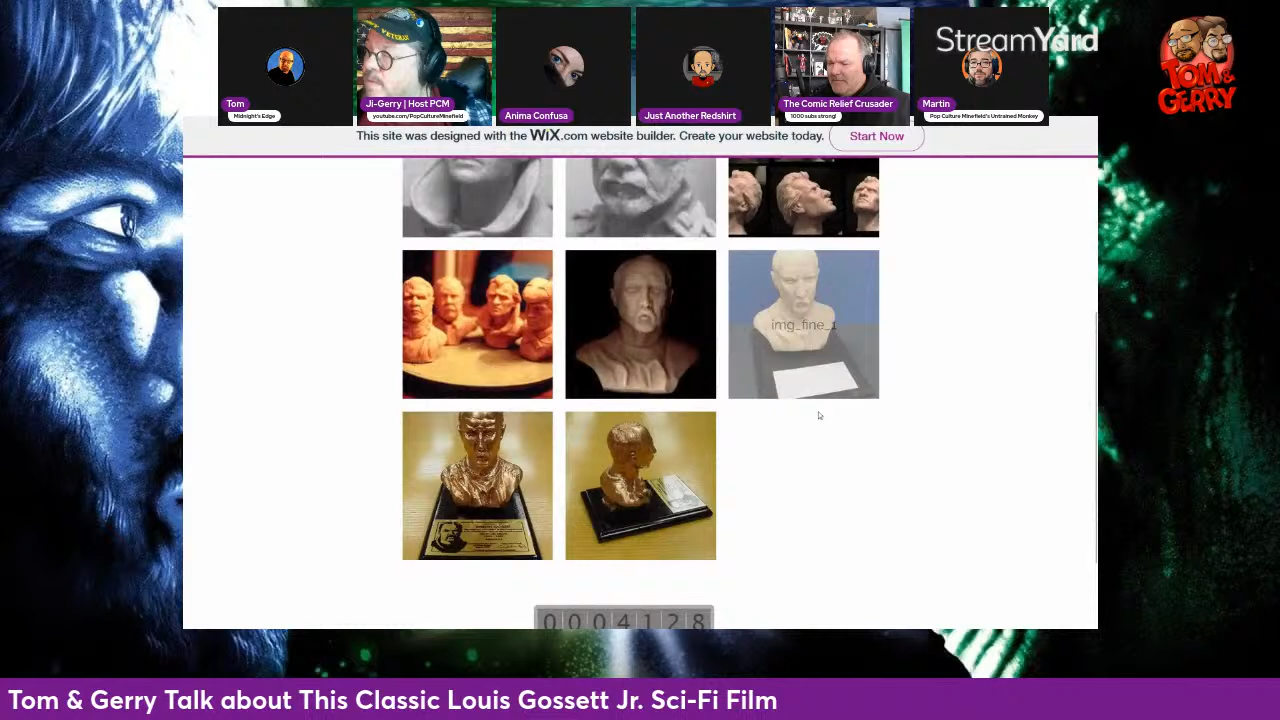 StreamYard
Tom
Midnight's Edge
VETERAN
Ji-Gerry | Host PCM
youtube.com/PopCultureMinefield
Anima Confusa
Just Another Redshirt
The Comic Relief Crusader
1000 subs strong!
Martin
Pop Culture Minefield's Untrained Monkey
TOM &
GERRY
This site was designed with the WiX.com website builder. Create your website today.
Start Now
img_fine_1
0004128
Tom & Gerry Talk about This Classic Louis Gossett Jr. Sci-Fi Film